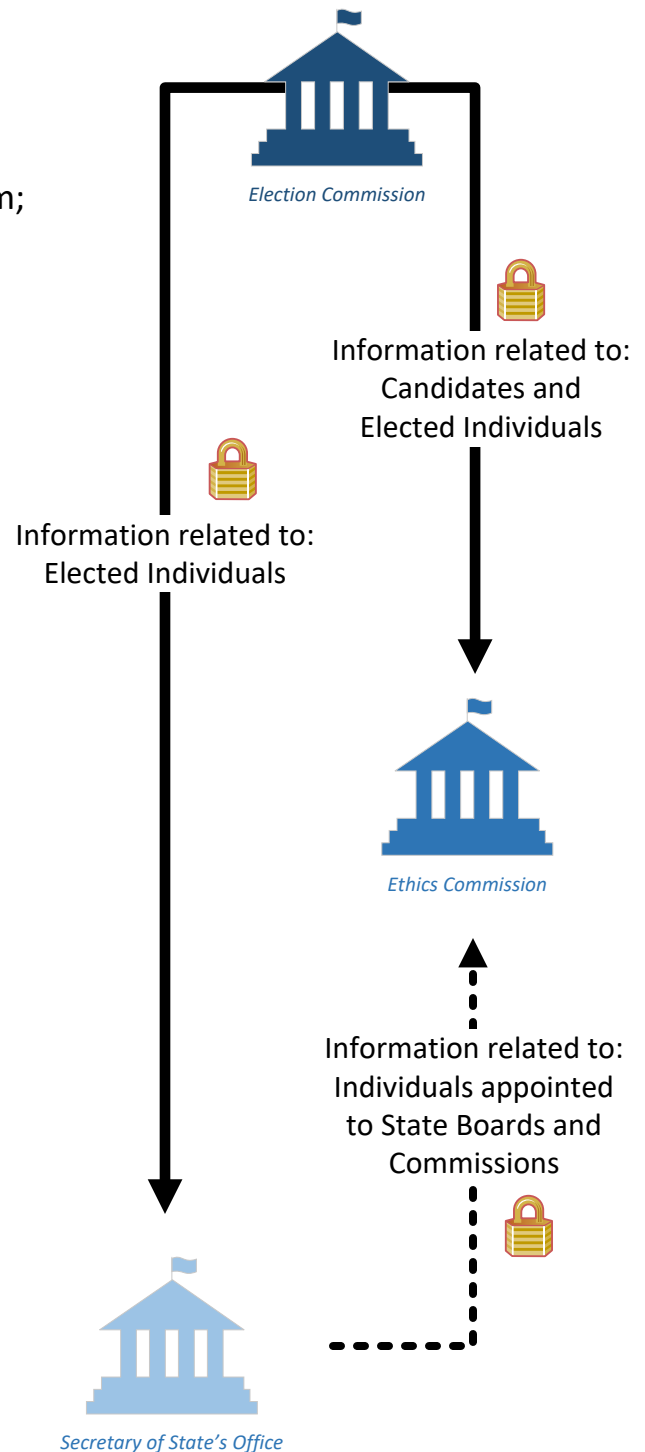 Election Commission
m;
Information related to:
Candidates and
Elected Individuals
Information related to:
Elected Individuals
Ethics Commission
Information related to:
Individuals appointed
to State Boards and
Commissions
Secretary of State’s Office